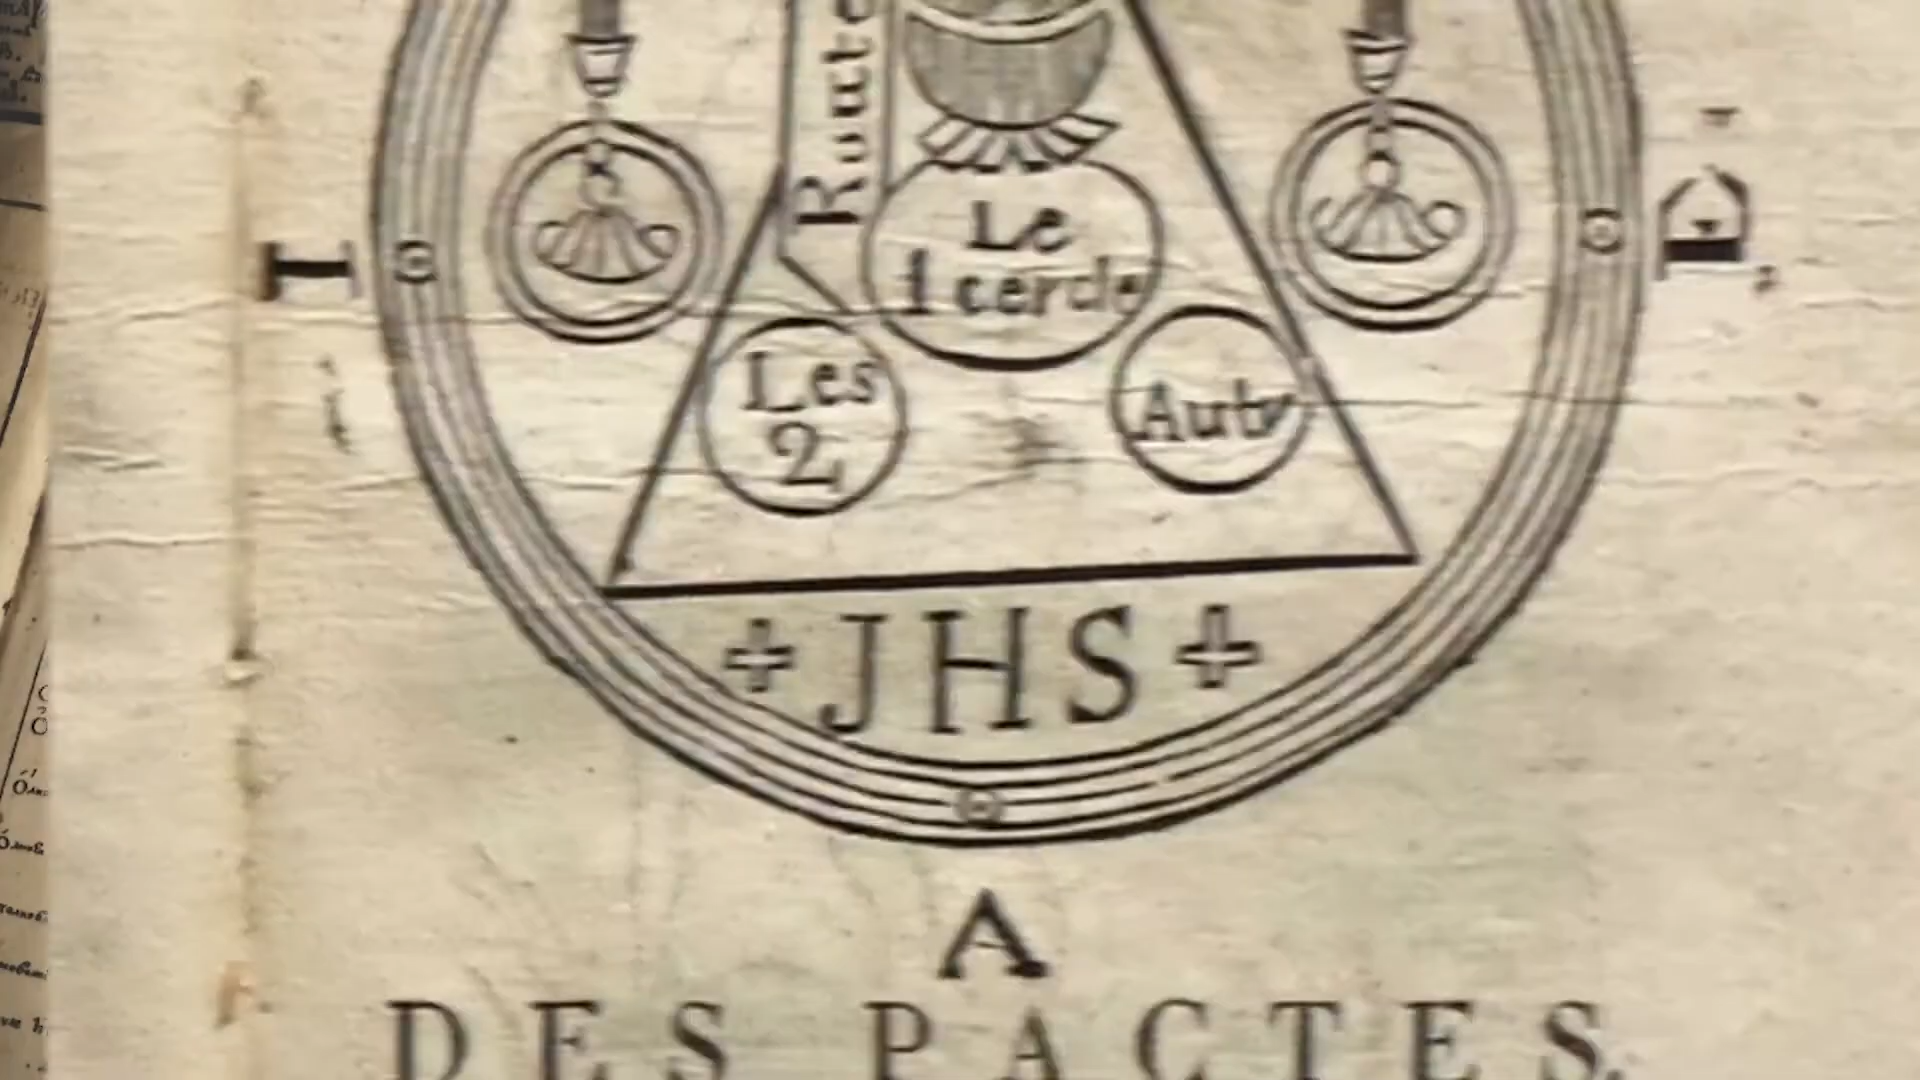 Route
Le
1 cercle
Les
2
Autr
T
JHS
A
DES PACTES.